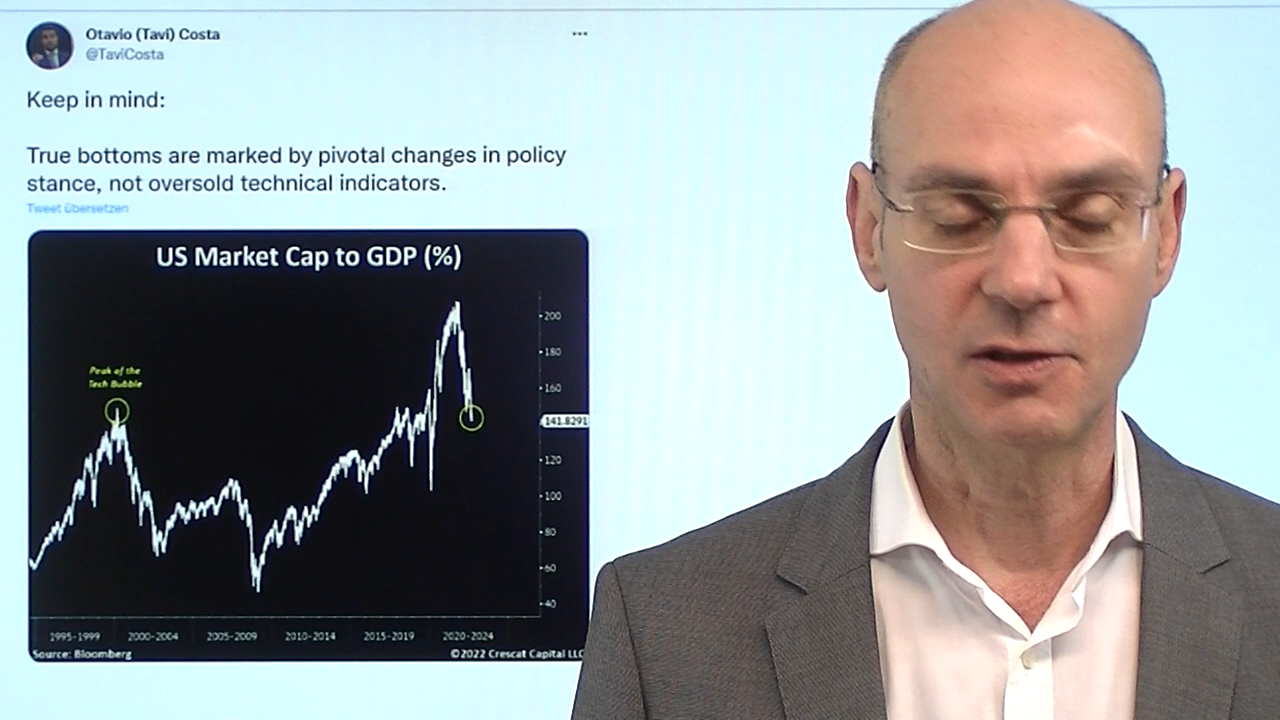 Otavio (Tavi) Costa
@TaviCosta
Keep in mind:
True bottoms are marked by pivotal changes in policy
stance, not oversold technical indicators.
Tweet übersetzen
US Market Cap to GDP (%)
Peak of the
Tech Bubble
200
180
160
141.8291
120
100
80
60
40
1995-1999 2000-2004 2005-2009 2010-2014 2015-2019 2020-2024
Source: Bloomberg ©2022 Crescat Capital LLC